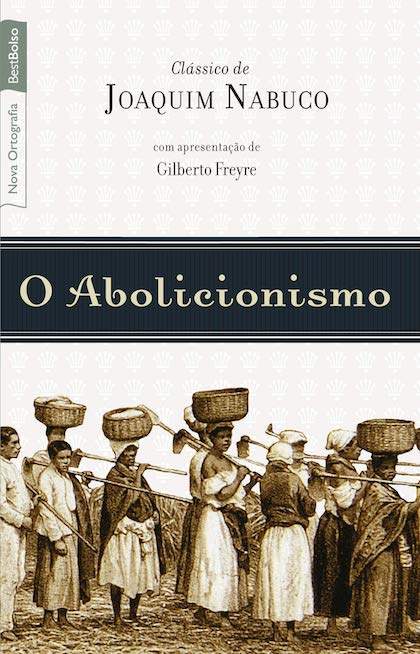 Clássico de
JOAQUIM NABUCO
com apresentação de
Gilberto Freyre
Nova Ortografia
BestBolso
O Abolicionismo